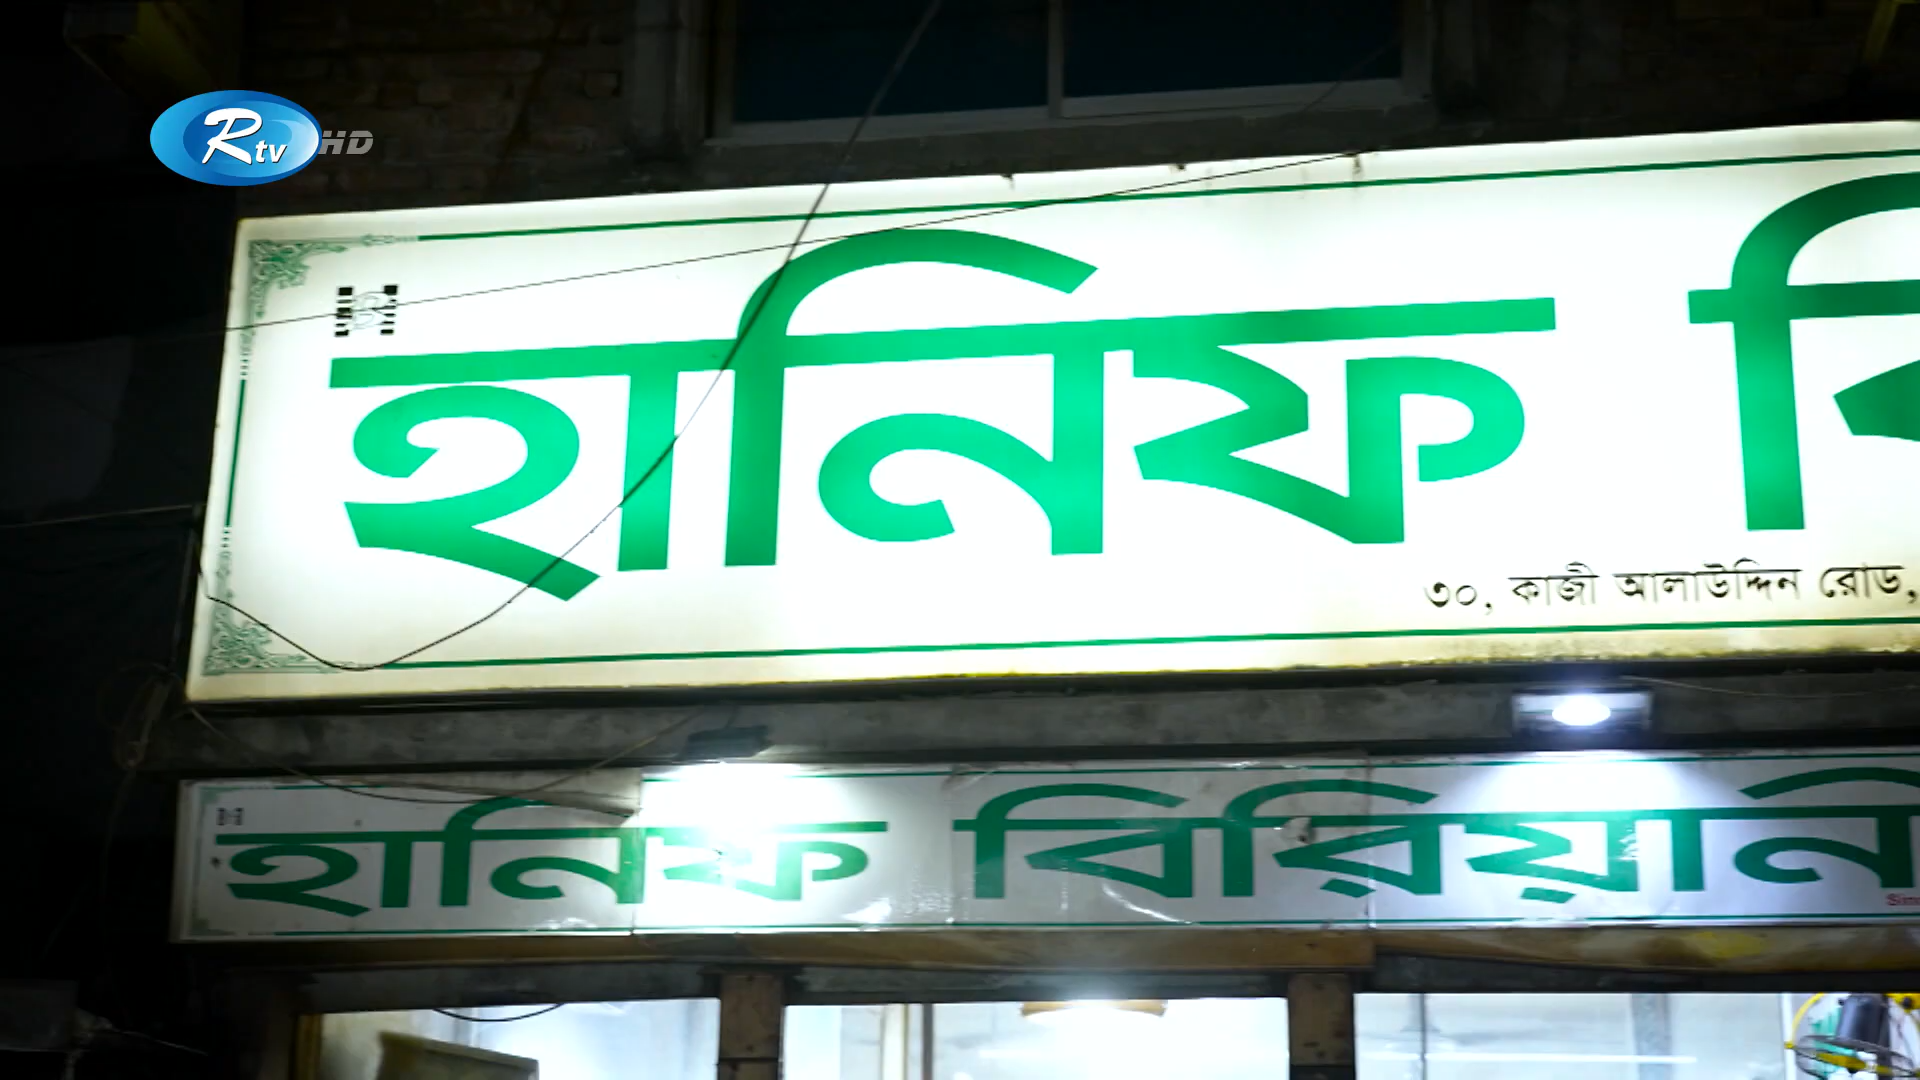 Rtv HD
হানিফ বি
৩০, কাজী আলাউদ্দিন রোড,
হানিফ বিরিয়ানী